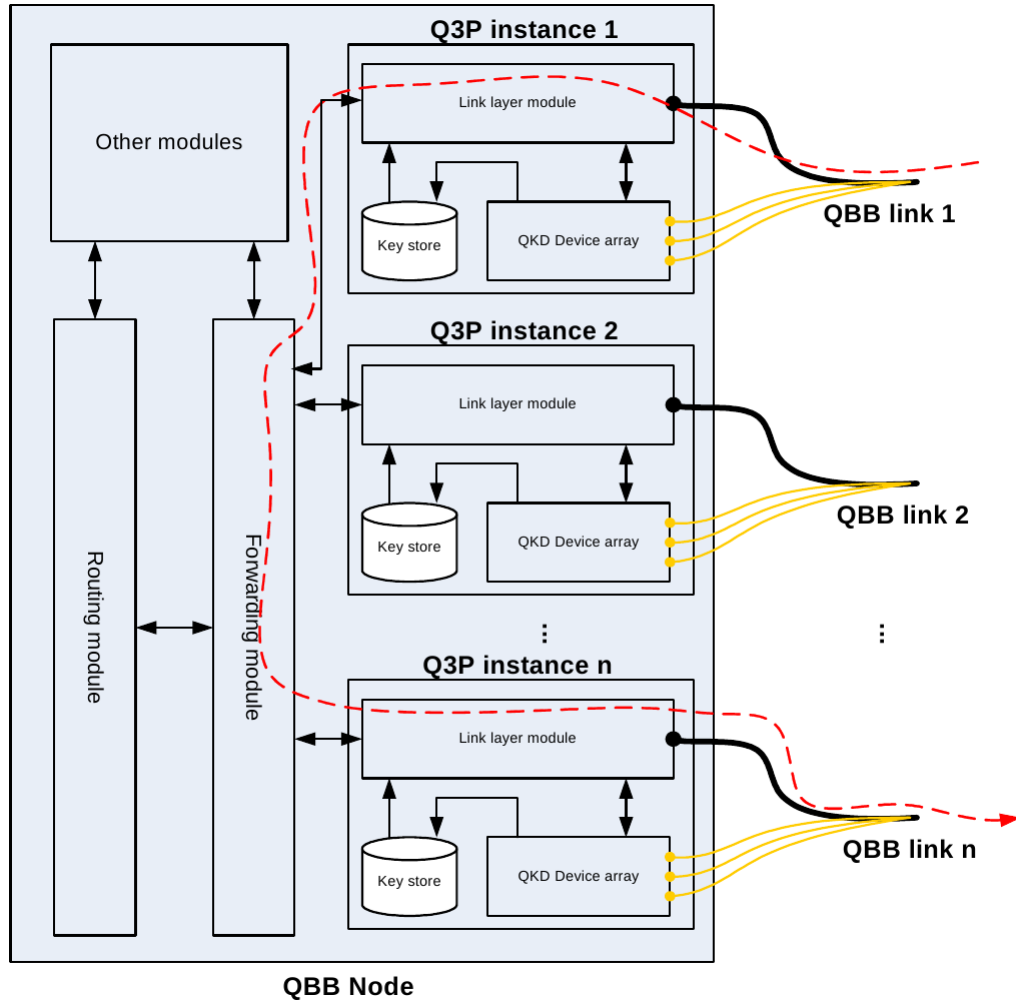 Q3P instance 1
Link layer module
Other modules
Key store
QKD Device array
QBB link 1
Q3P instance 2
Link layer module
Key store
QKD Device array
QBB link 2
Routing module
Forwarding module
...
...
Q3P instance n
Link layer module
Key store
QKD Device array
QBB link n
QBB Node